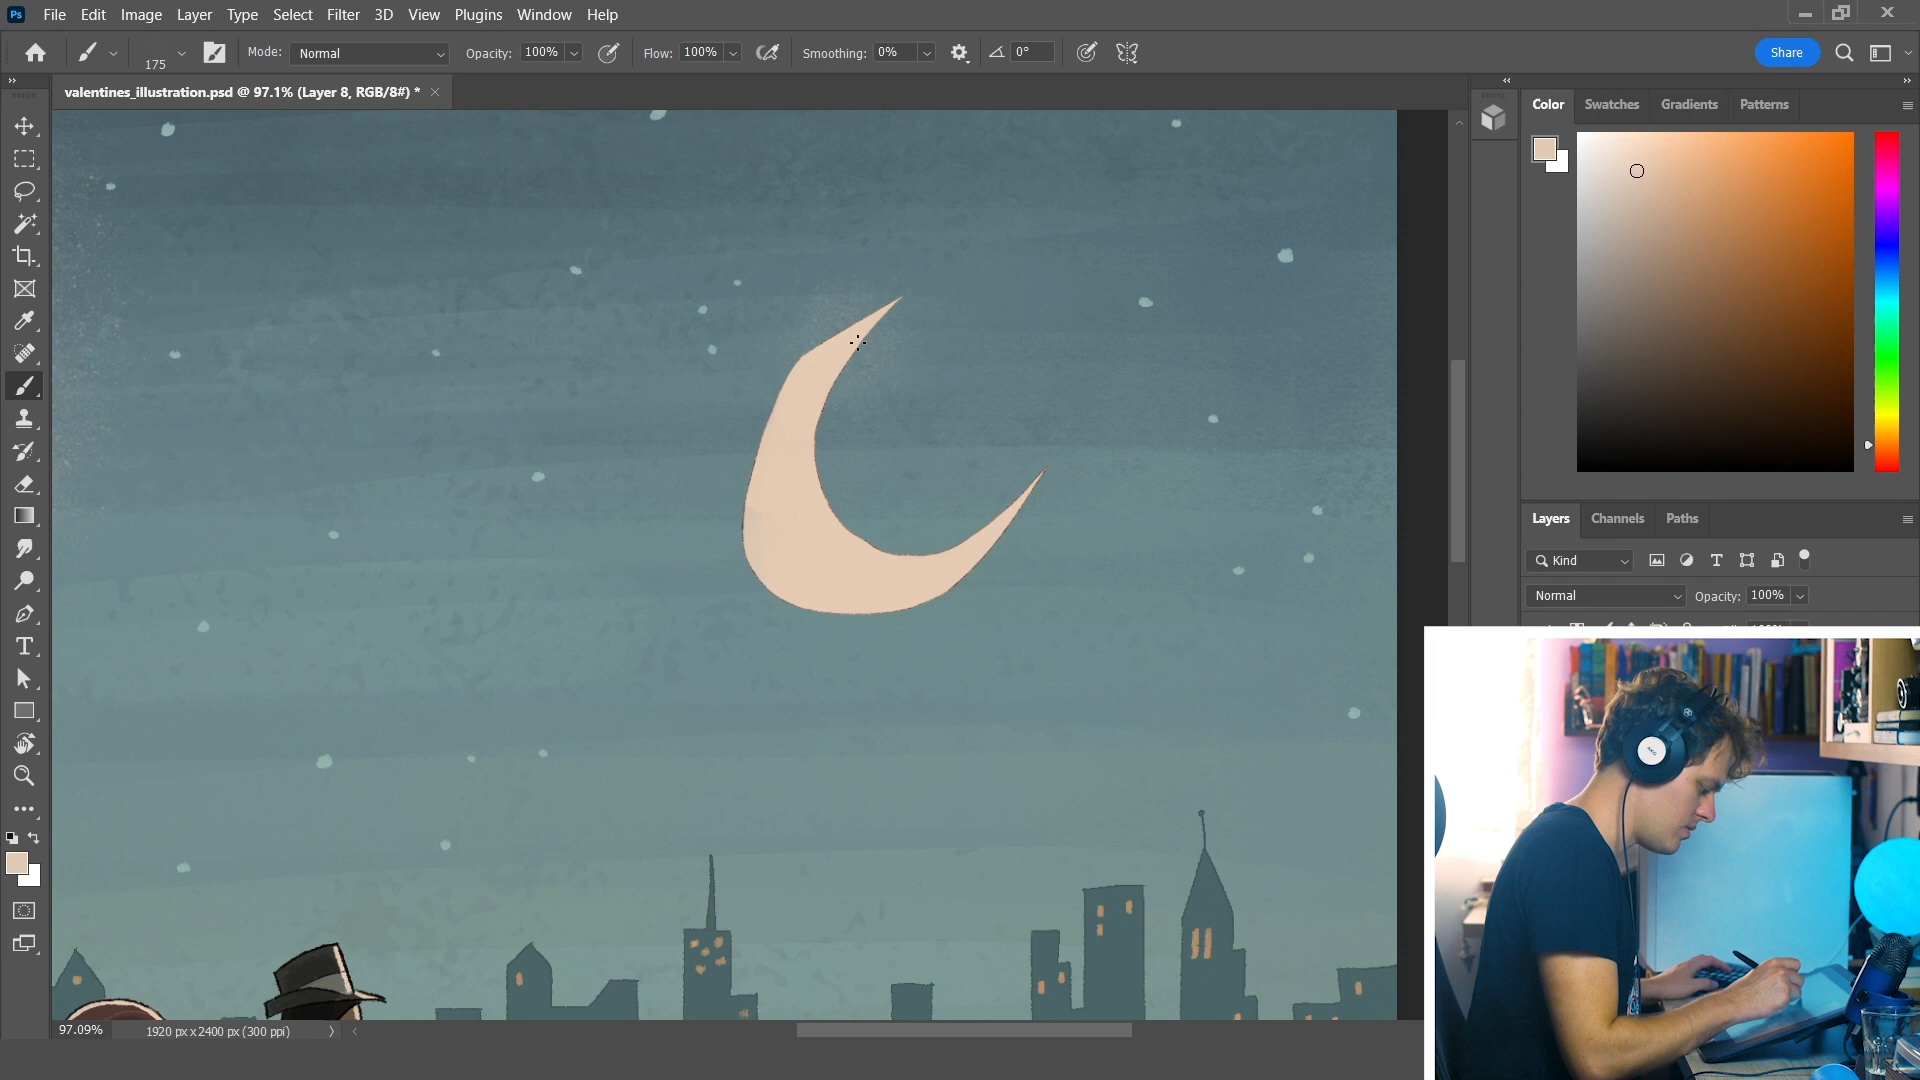 Ps File Edit Image Layer Type Select Filter 3D View Plugins Window Help
175 Mode: Normal Opacity: 100% Flow: 100% Smoothing: 0% 0° Share
valentines_illustration.psd @ 97.1% (Layer 8, RGB/8#) *
Color Swatches Gradients Patterns
Layers Channels Paths
Kind
Normal Opacity: 100%
AKG
97.09% 1920 px x 2400 px (300 ppi)